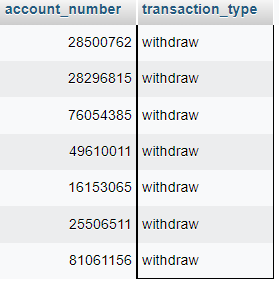 account_number transaction_type
28500762 withdraw
28296815 withdraw
76054385 withdraw
49610011 withdraw
16153065 withdraw
25506511 withdraw
81061156 withdraw